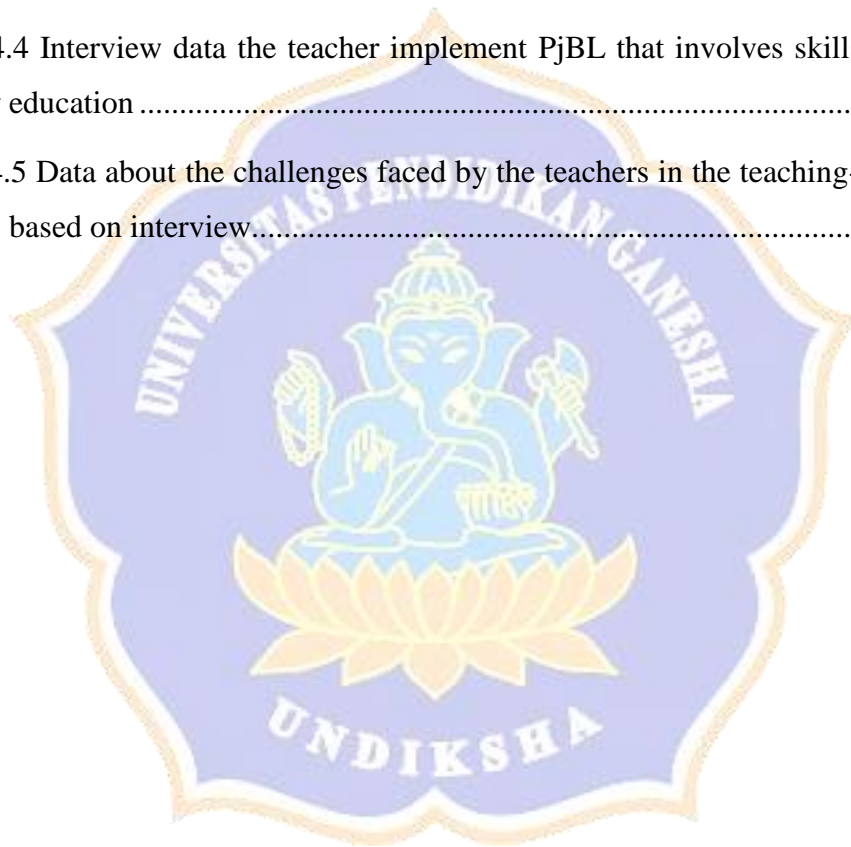 4.4 Interview data the teacher implement PjBL that involves skill
education ........................................................................................
4.5 Data about the challenges faced by the teachers in the teaching-
based on interview..........................................................................
UNIVERSITAS PENDIDIKAN GANESHA
UNDIKSHA